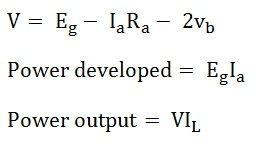 V = E_g − I_aR_a − 2v_b
Power developed = E_gI_a
Power output = VI_L